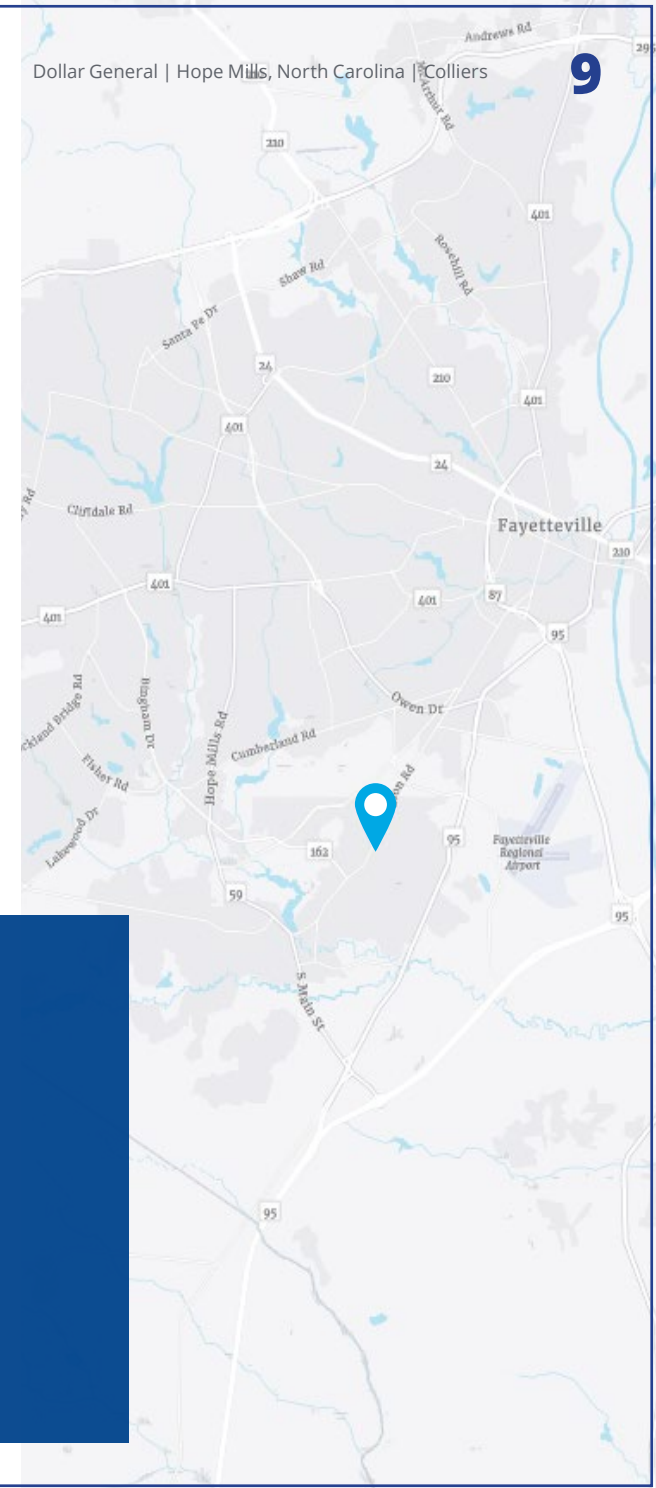 Dollar General | Hope Mills, North Carolina | Colliers
9
Andrews Rd
McArthur Rd
210
401
Rosehill Rd
Shaw Rd
Santa Fe Dr
24
210
401
401
24
Cliffdale Rd
Fayetteville
210
401
401
87
401
95
Owen Dr
Bingham Dr
Hope Mills Rd
Cumberland Rd
Fisher Rd
Lakewood Dr
162
95
Fayetteville
Regional
Airport
59
95
S Main St
95